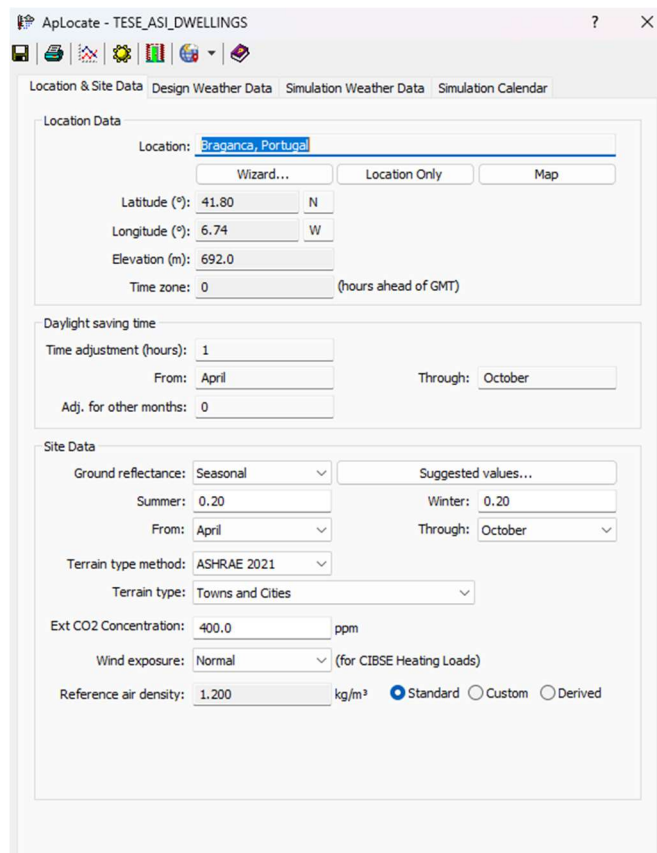 ApLocate - TESE_ASI_DWELLINGS ?
Location & Site Data Design Weather Data Simulation Weather Data Simulation Calendar
Location Data
Location: Braganca, Portugal
Wizard... Location Only Map
Latitude (°): 41.80 N
Longitude (°): 6.74 W
Elevation (m): 692.0
Time zone: 0 (hours ahead of GMT)
Daylight saving time
Time adjustment (hours): 1
From: April Through: October
Adj. for other months: 0
Site Data
Ground reflectance: Seasonal Suggested values...
Summer: 0.20 Winter: 0.20
From: April Through: October
Terrain type method: ASHRAE 2021
Terrain type: Towns and Cities
Ext CO2 Concentration: 400.0 ppm
Wind exposure: Normal (for CIBSE Heating Loads)
Reference air density: 1.200 kg/m³ Standard Custom Derived